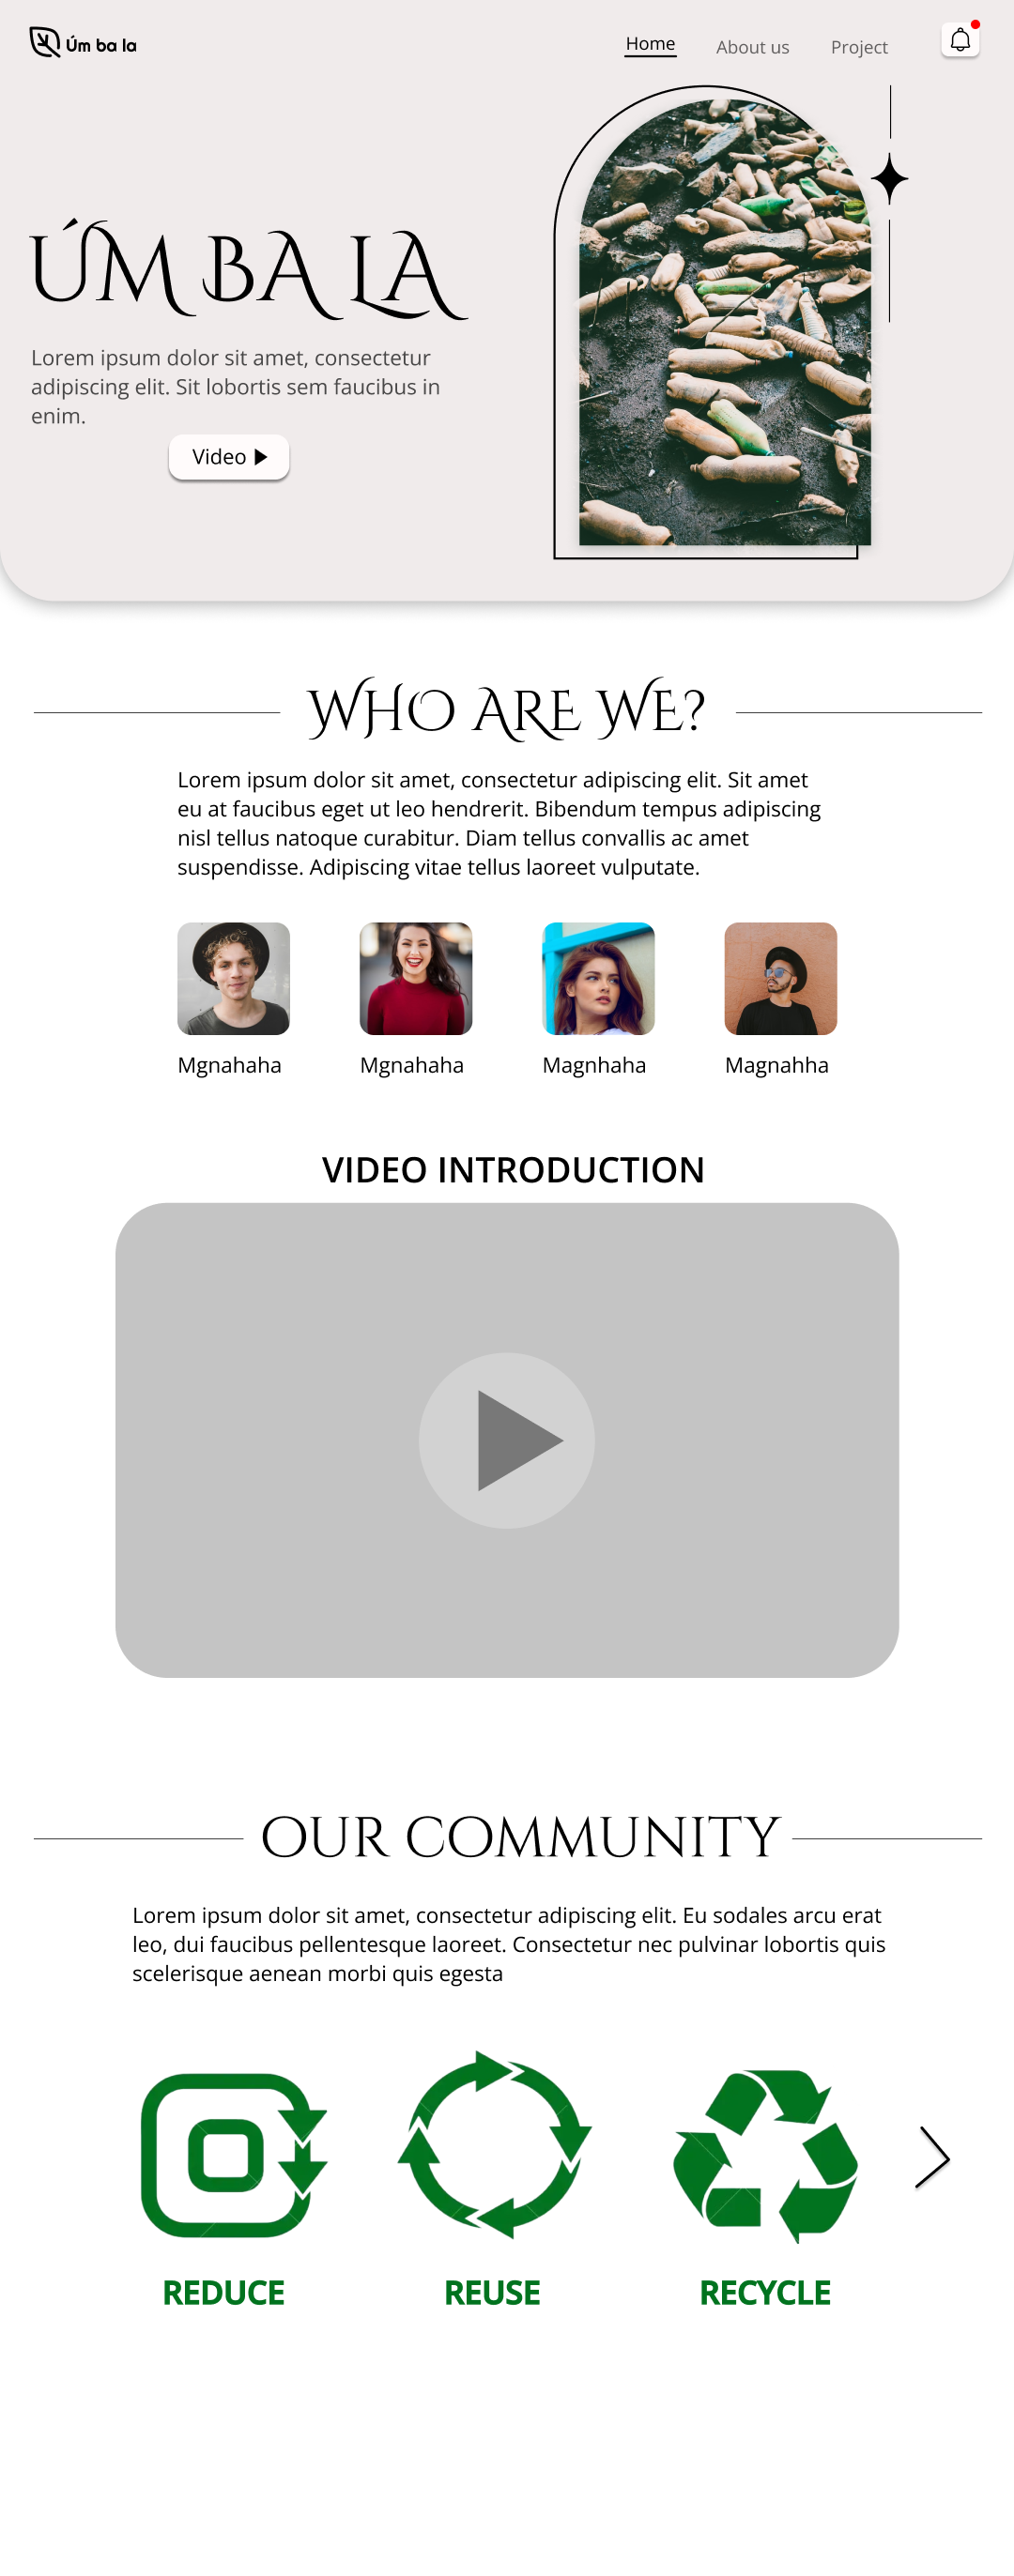 Úm ba la
Home
About us
Project
ÚM BA LA
Lorem ipsum dolor sit amet, consectetur
adipiscing elit. Sit lobortis sem faucibus in
enim.
Video
WHO ARE WE?
Lorem ipsum dolor sit amet, consectetur adipiscing elit. Sit amet
eu at faucibus eget ut leo hendrerit. Bibendum tempus adipiscing
nisl tellus natoque curabitur. Diam tellus convallis ac amet
suspendisse. Adipiscing vitae tellus laoreet vulputate.
Mgnahaha
Mgnahaha
Magnhaha
Magnahha
VIDEO INTRODUCTION
OUR COMMUNITY
Lorem ipsum dolor sit amet, consectetur adipiscing elit. Eu sodales arcu erat
leo, dui faucibus pellentesque laoreet. Consectetur nec pulvinar lobortis quis
scelerisque aenean morbi quis egesta
REDUCE
REUSE
RECYCLE